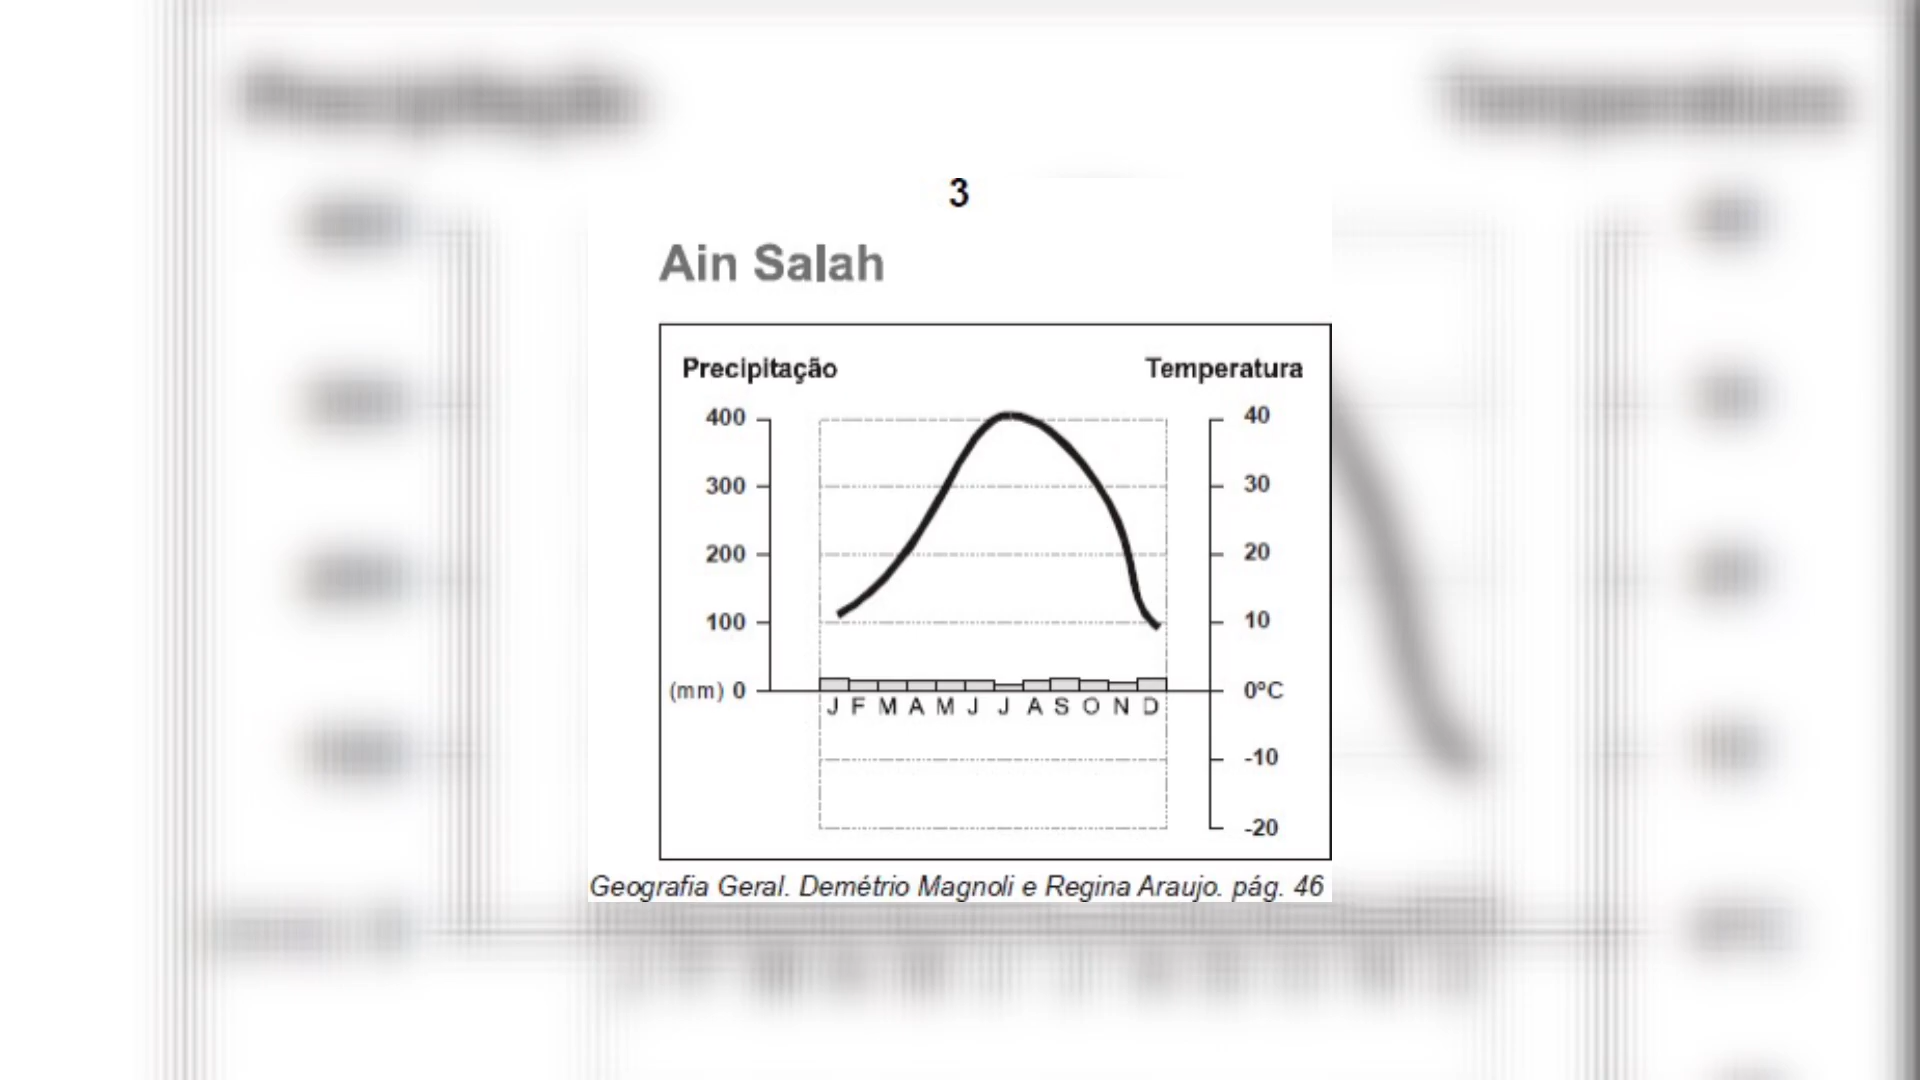 3
Ain Salah
Precipitação Temperatura
400 40
300 30
200 20
100 10
(mm) 0 0°C
J F M A M J J A S O N D
-10
-20
Geografia Geral. Demétrio Magnoli e Regina Araujo. pág. 46